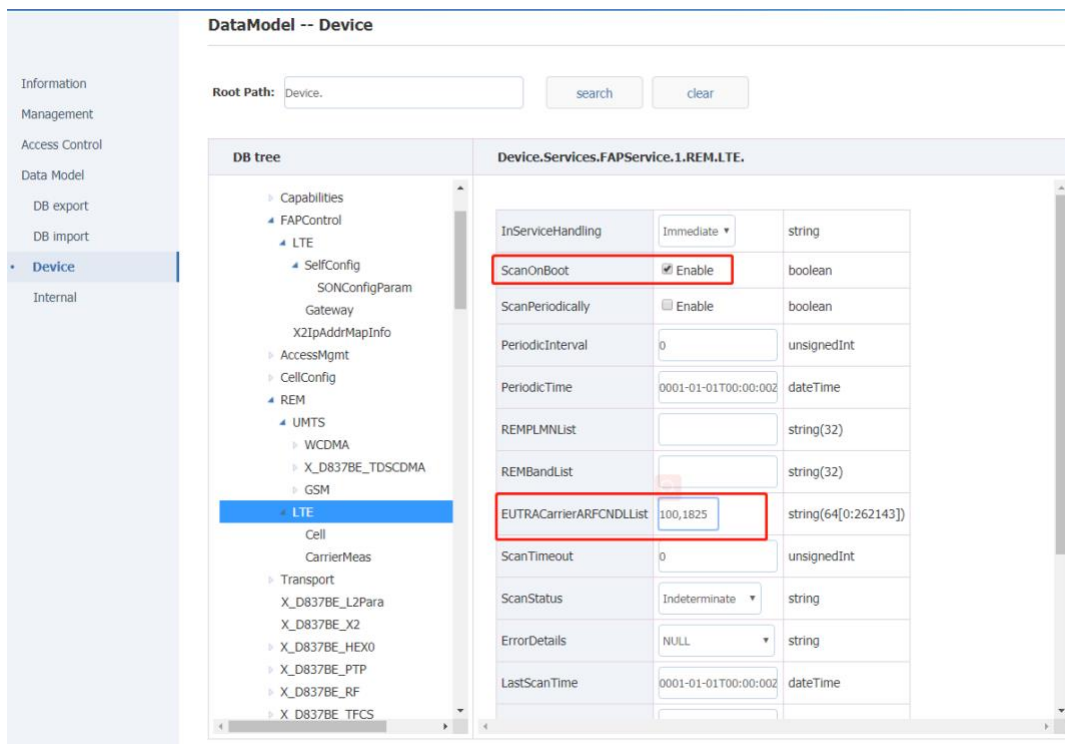 DataModel -- Device
Information
Management
Access Control
Data Model
DB export
DB import
Device
Internal
Root Path: Device. search clear
DB tree
Capabilities
FAPControl
LTE
SelfConfig
SONConfigParam
Gateway
X2IpAddrMapInfo
AccessMgmt
CellConfig
REM
UMTS
WCDMA
X_D837BE_TDSCDMA
GSM
LTE
Cell
CarrierMeas
Transport
X_D837BE_L2Para
X_D837BE_X2
X_D837BE_HEX0
X_D837BE_PTP
X_D837BE_RF
X_D837BE_TFCS
Device.Services.FAPService.1.REM.LTE.
InServiceHandling Immediate string
ScanOnBoot Enable boolean
ScanPeriodically Enable boolean
PeriodicInterval 0 unsignedInt
PeriodicTime 0001-01-01T00:00:00Z dateTime
REMPLMNList string(32)
REMBandList string(32)
EUTRACarrierARFCNDLList 100,1825 string(64[0:262143])
ScanTimeout 0 unsignedInt
ScanStatus Indeterminate string
ErrorDetails NULL string
LastScanTime 0001-01-01T00:00:00Z dateTime